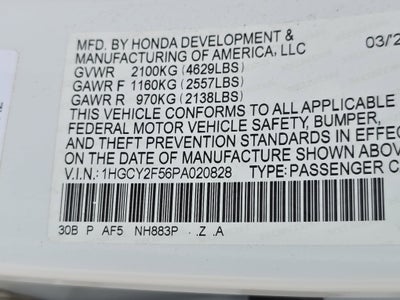 MFD. BY HONDA DEVELOPMENT &
MANUFACTURING OF AMERICA, LLC 03/2
GVWR 2100KG (4629LBS)
GAWR F 1160KG (2557LBS)
GAWR R 970KG (2138LBS)
THIS VEHICLE CONFORMS TO ALL APPLICABLE
FEDERAL MOTOR VEHICLE SAFETY, BUMPER,
AND THEFT PREVENTION STANDARDS IN EFFE
ON THE DATE OF MANUFACTURE SHOWN ABOV
V.I.N.: 1HGCY2F56PA020828 TYPE: PASSENGER C
30B P AF5 NH883P .Z .A